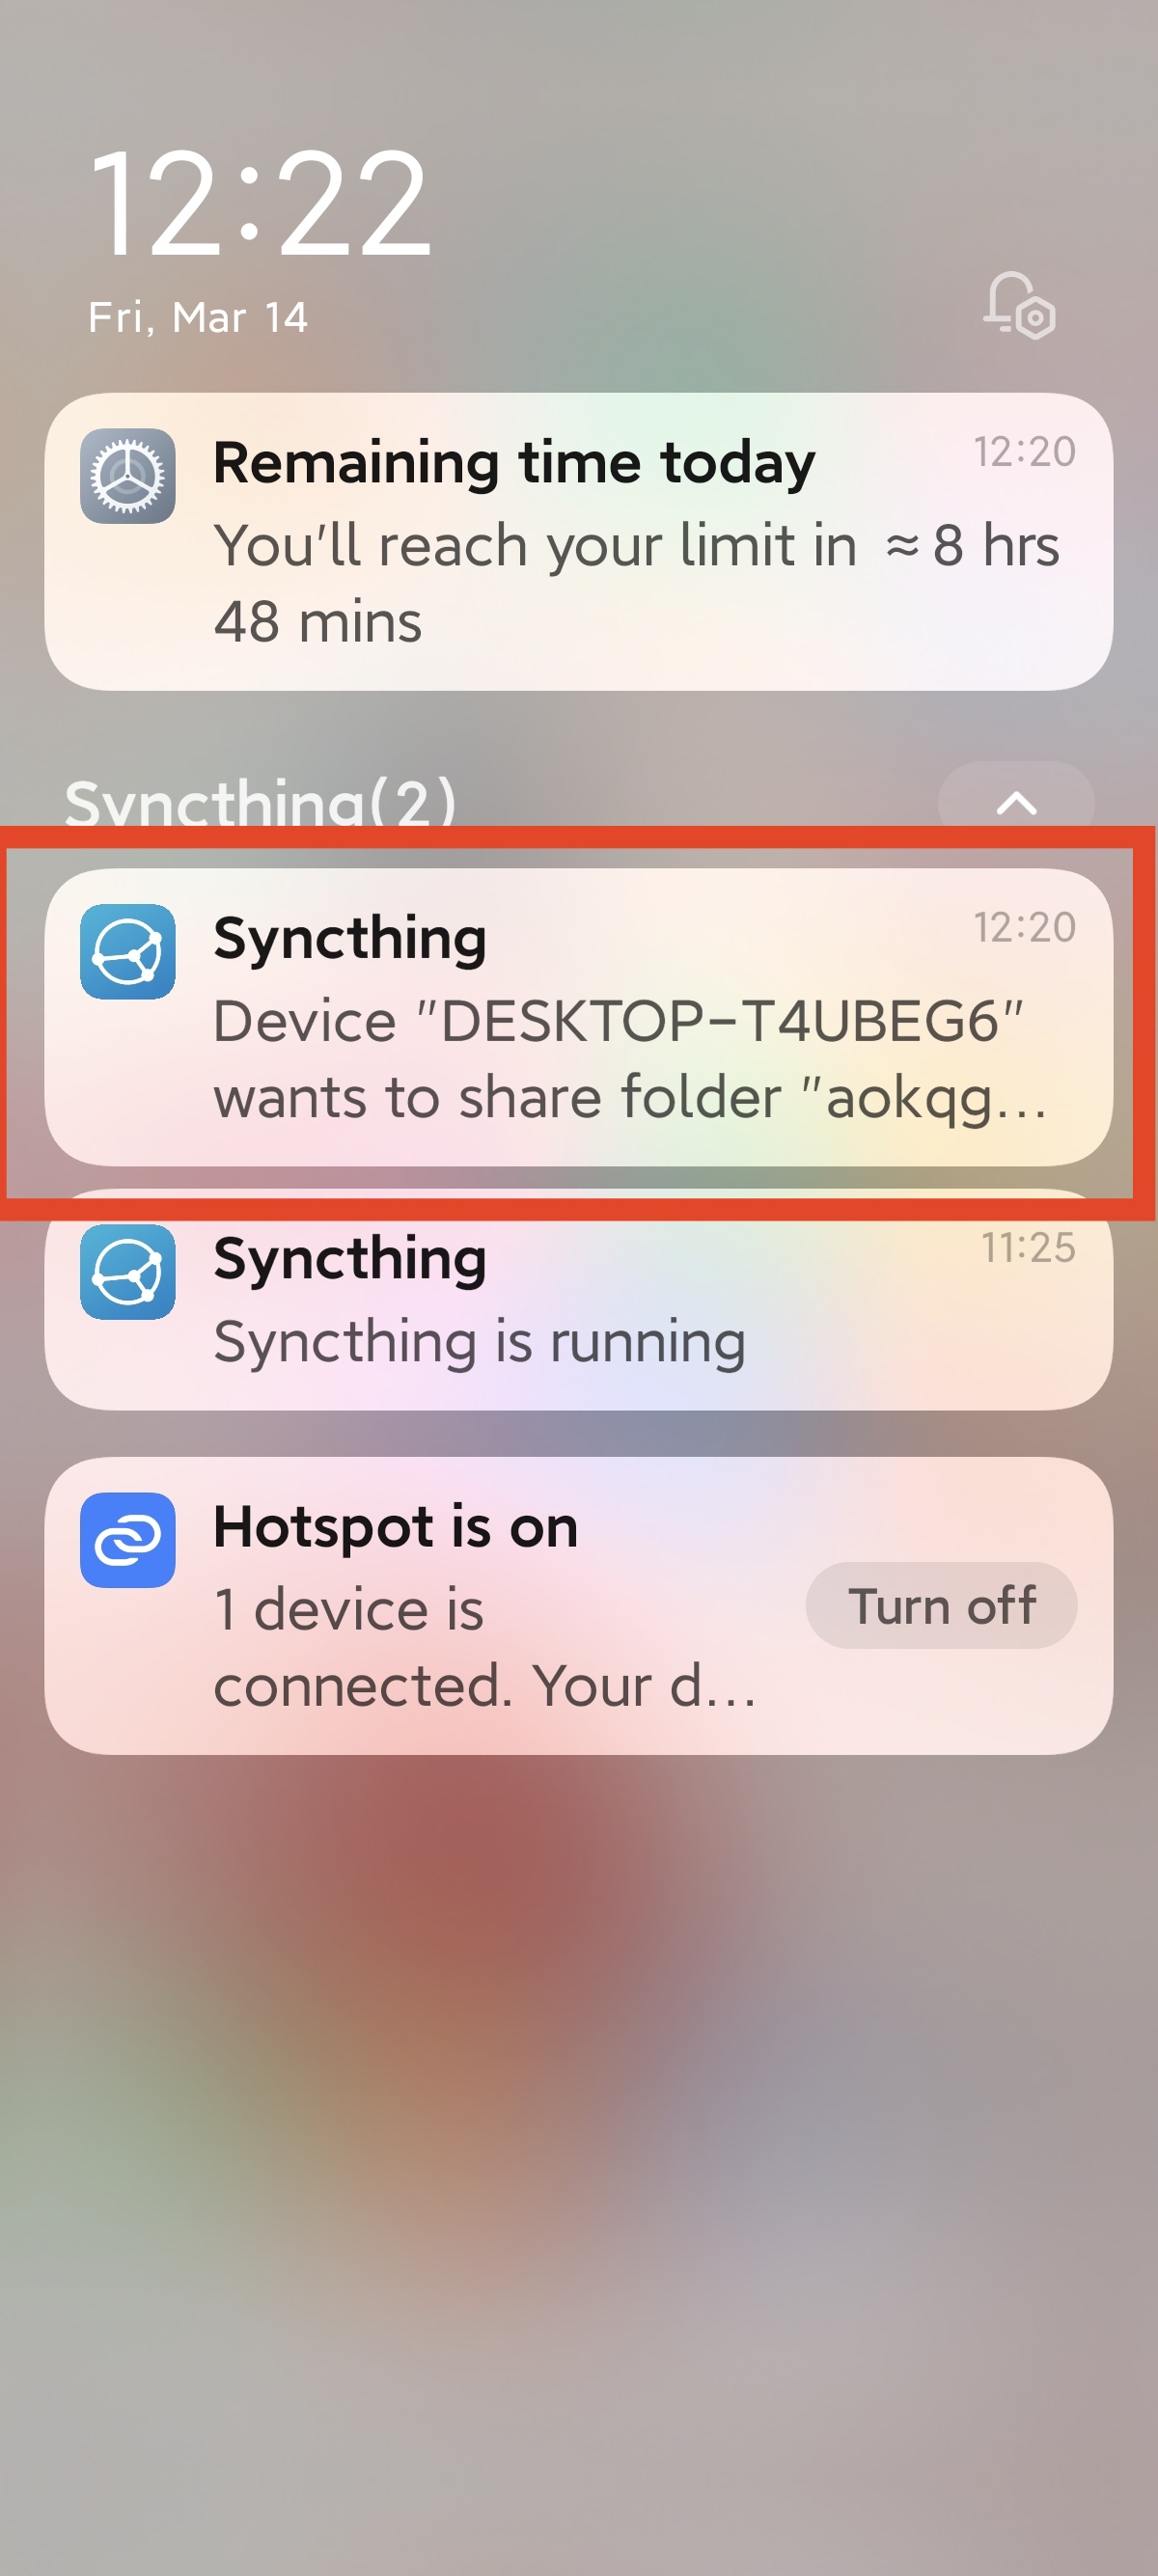 12:22
Fri, Mar 14
Remaining time today
12:20
You'll reach your limit in ≈ 8 hrs
48 mins
Syncthing(2)
Syncthing
12:20
Device "DESKTOP-T4UBEG6"
wants to share folder "aokqg...
Syncthing
11:25
Syncthing is running
Hotspot is on
1 device is
connected. Your d...
Turn off